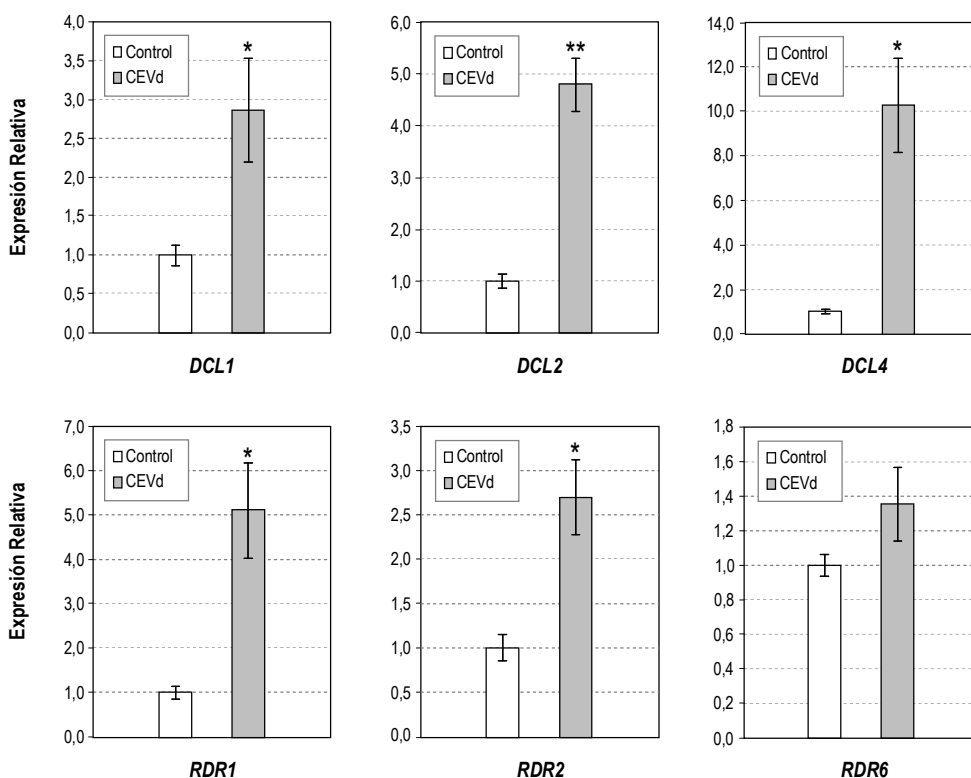 Expresión Relativa
4,0
3,5
3,0
2,5
2,0
1,5
1,0
0,5
0,0
Control
CEVd
*
DCL1
6,0
5,0
4,0
3,0
2,0
1,0
0,0
Control
CEVd
**
DCL2
14,0
12,0
10,0
8,0
6,0
4,0
2,0
0,0
Control
CEVd
*
DCL4
Expresión Relativa
7,0
6,0
5,0
4,0
3,0
2,0
1,0
0,0
Control
CEVd
*
RDR1
3,5
3,0
2,5
2,0
1,5
1,0
0,5
0,0
Control
CEVd
*
RDR2
1,8
1,6
1,4
1,2
1,0
0,8
0,6
0,4
0,2
0,0
Control
CEVd
RDR6